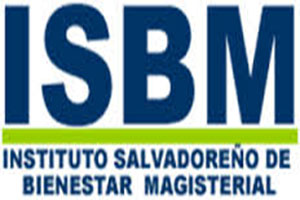 ISBM
INSTITUTO SALVADOREÑO DE
BIENESTAR MAGISTERIAL